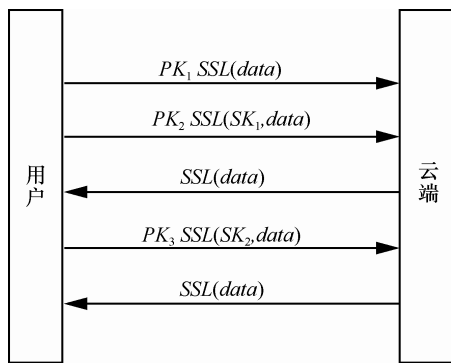 PK₁ SSL(data)
PK₂ SSL(SK₁,data)
SSL(data)
PK₃ SSL(SK₂,data)
SSL(data)
用户
云端